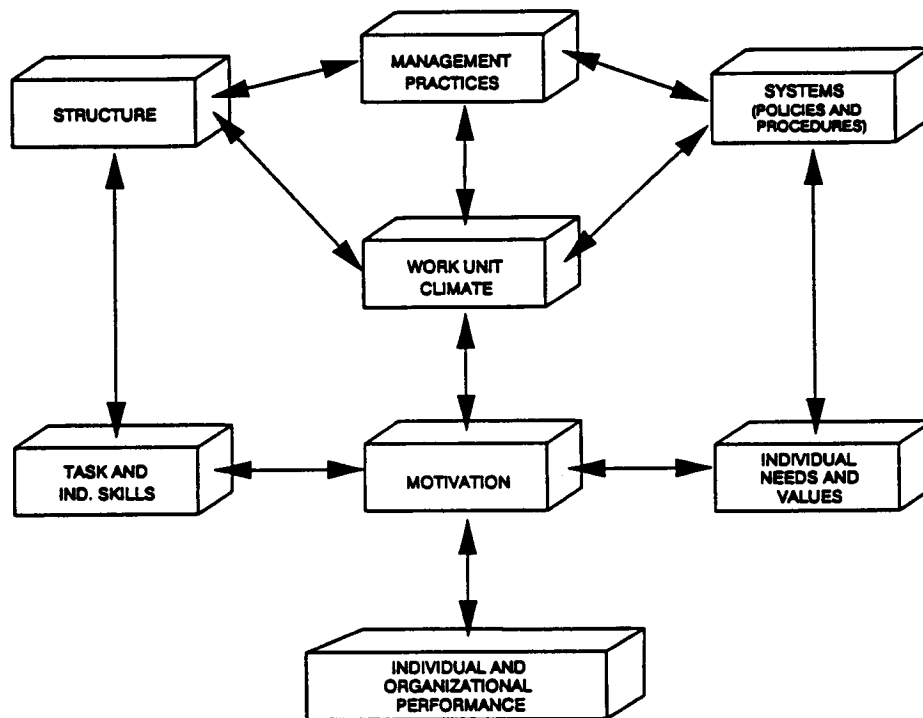 MANAGEMENT
PRACTICES
STRUCTURE
SYSTEMS
(POLICIES AND
PROCEDURES)
WORK UNIT
CLIMATE
TASK AND
IND. SKILLS
MOTIVATION
INDIVIDUAL
NEEDS AND
VALUES
INDIVIDUAL AND
ORGANIZATIONAL
PERFORMANCE